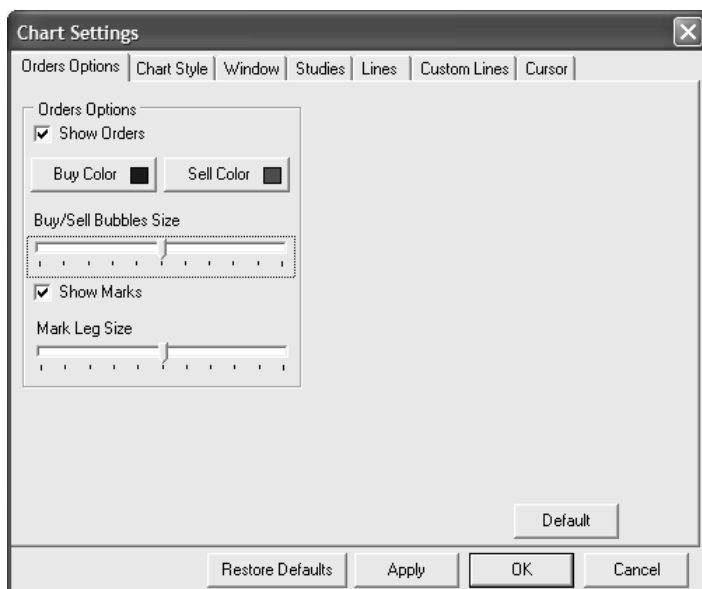 Chart Settings
Orders Options Chart Style Window Studies Lines Custom Lines Cursor
Orders Options
Show Orders
Buy Color Sell Color
Buy/Sell Bubbles Size
Show Marks
Mark Leg Size
Default
Restore Defaults Apply OK Cancel